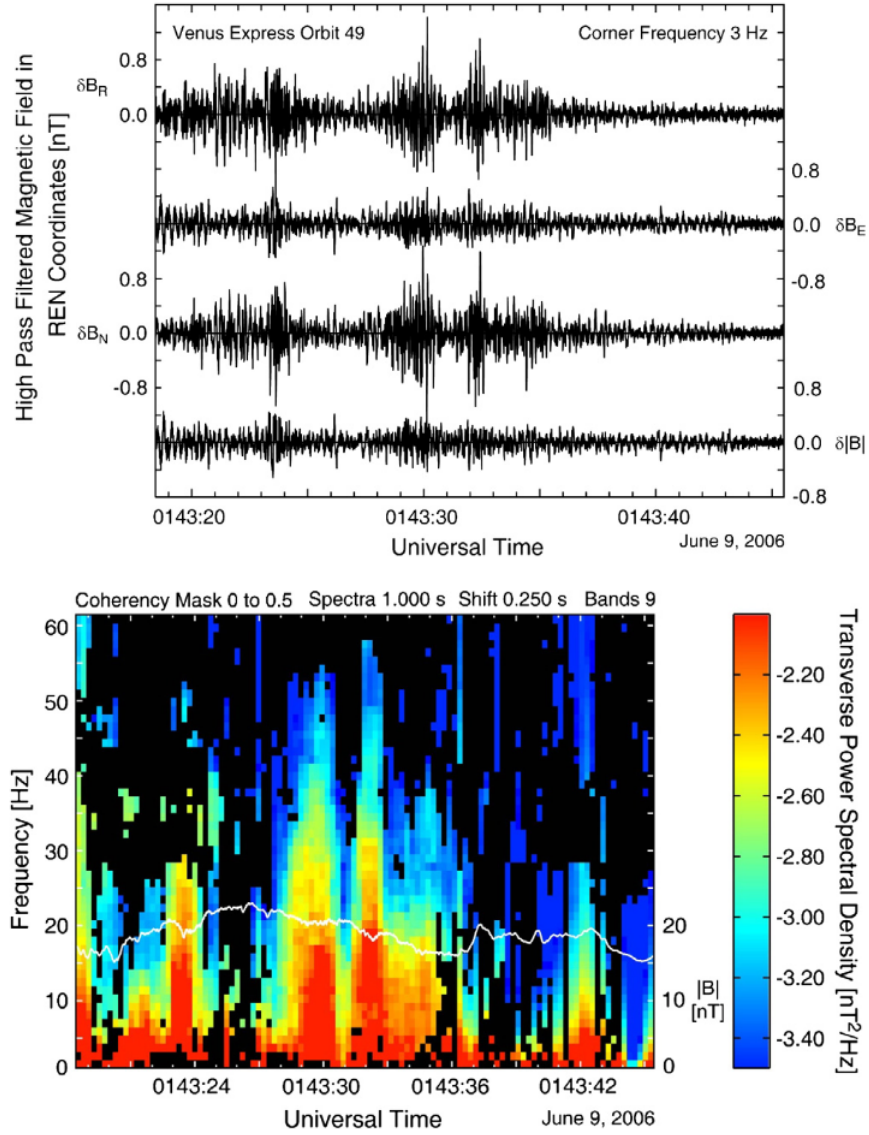 Venus Express Orbit 49
Corner Frequency 3 Hz
High Pass Filtered Magnetic Field in
REN Coordinates [nT]
0.8
δB_R
0.0
0.8
0.0
δB_E
-0.8
0.8
δB_N
0.0
-0.8
0.8
0.0
δ|B|
-0.8
0143:20
0143:30
0143:40
Universal Time
June 9, 2006
Coherency Mask 0 to 0.5
Spectra 1.000 s
Shift 0.250 s
Bands 9
Frequency [Hz]
60
50
40
30
20
10
0
20
10
0
|B|
[nT]
0143:24
0143:30
0143:36
0143:42
Universal Time
June 9, 2006
-2.20
-2.40
-2.60
-2.80
-3.00
-3.20
-3.40
Transverse Power Spectral Density [nT²/Hz]